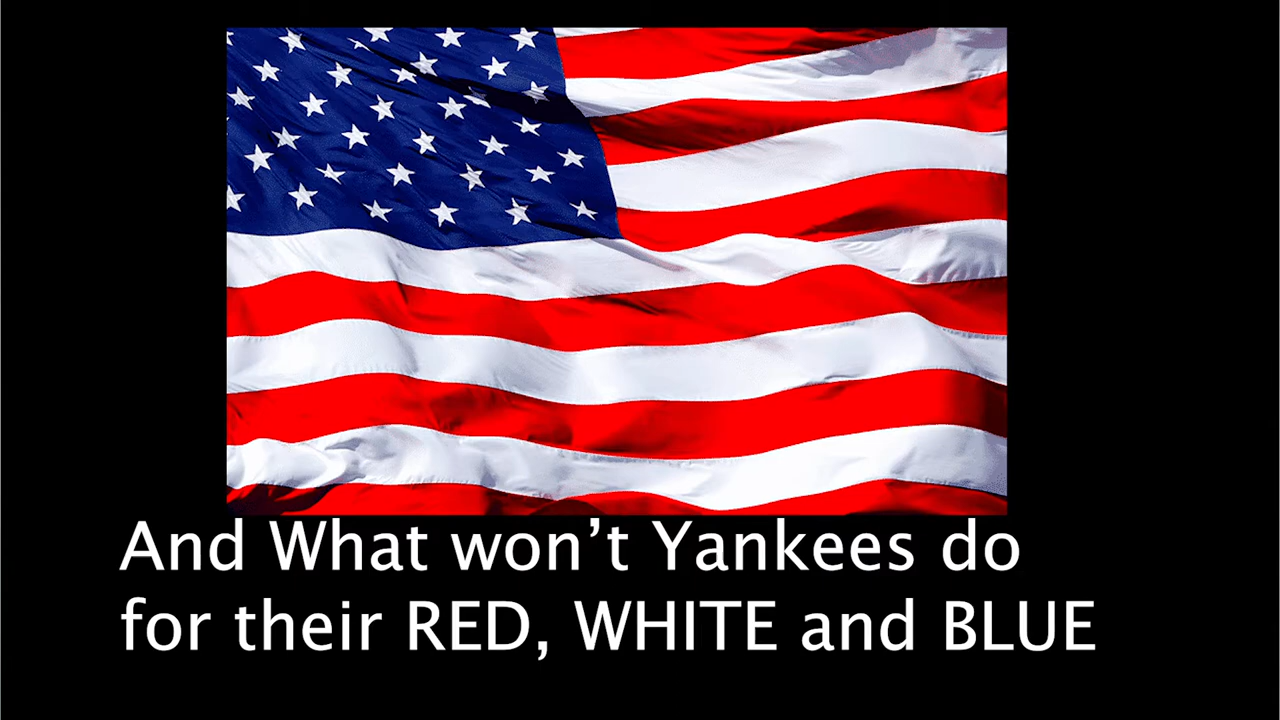 And What won’t Yankees do
for their RED, WHITE and BLUE